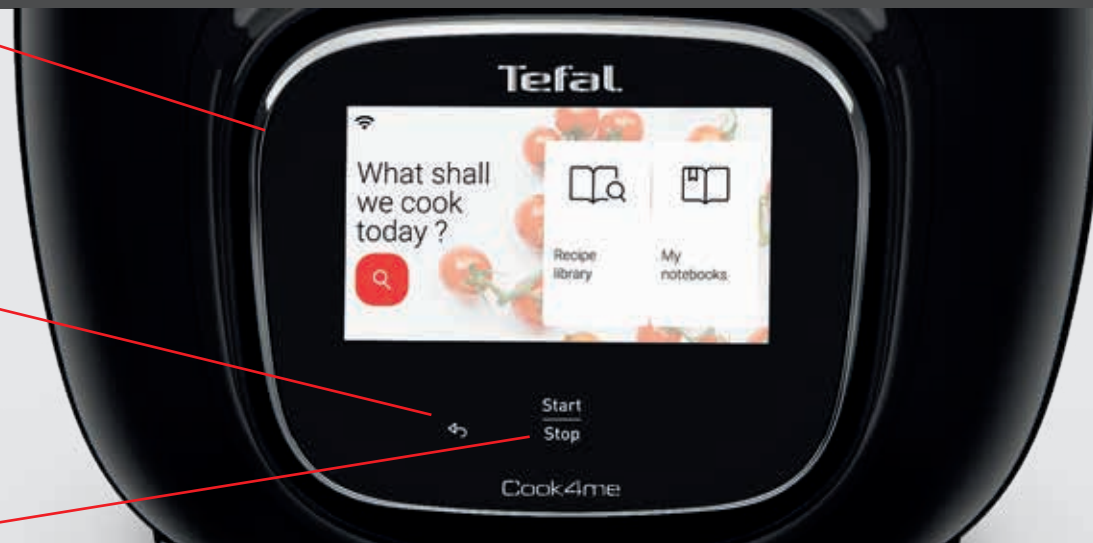 Tefal
What shall
we cook
today ?
Recipe
library
My
notebooks
Start
Stop
Cook4me